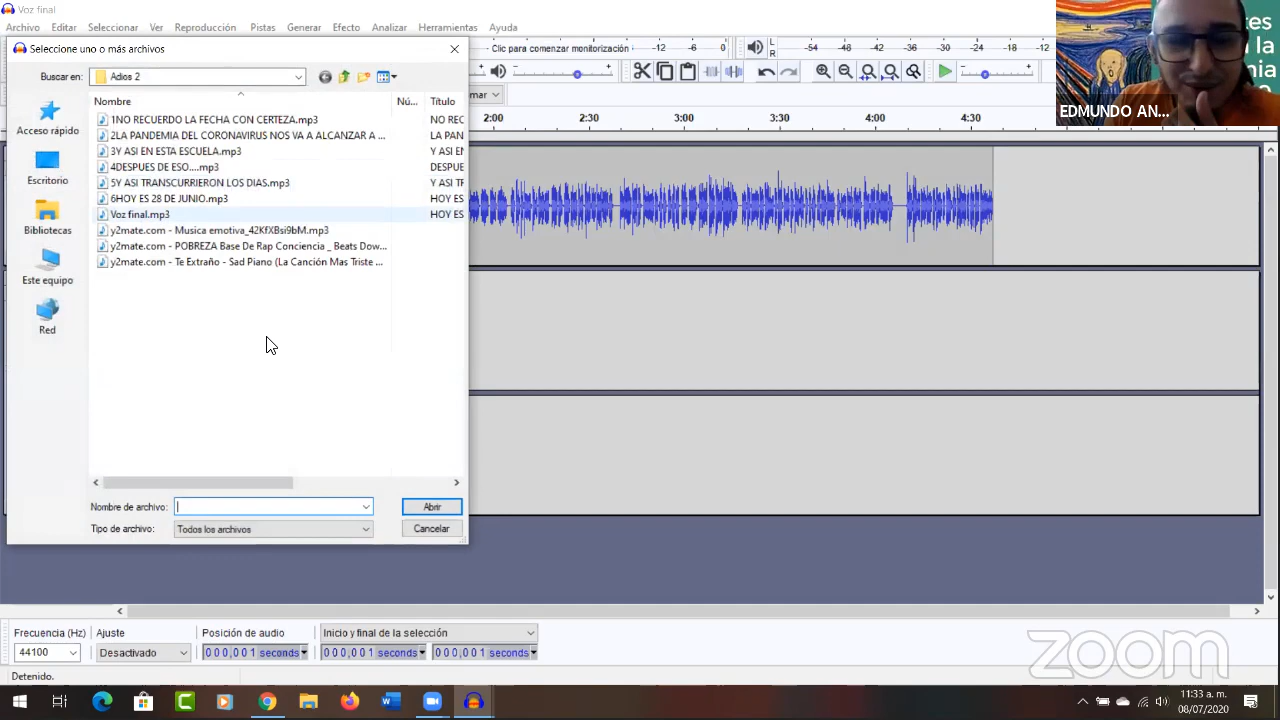 Voz final
Archivo Editar Seleccionar Ver Reproducción Pistas Generar Efecto Analizar Herramientas Ayuda
Seleccione uno o más archivos
Clic para comenzar monitorización -12 -6 0
L
R
-54 -48 -42 -36 -30 -24 -18 -12
Buscar en: Adios 2
mar
2:00 2:30 3:00 3:30 4:00 4:30
Nombre Nú... Título
1NO RECUERDO LA FECHA CON CERTEZA.mp3 NO REC
2LA PANDEMIA DEL CORONAVIRUS NOS VA A ALCANZAR A ... LA PAN
3Y ASI EN ESTA ESCUELA.mp3 Y ASI EN
4DESPUES DE ESO....mp3 DESPUE
5Y ASI TRANSCURRIERON LOS DIAS.mp3 Y ASI TR
6HOY ES 28 DE JUNIO.mp3 HOY ES
Voz final.mp3 HOY ES
y2mate.com - Musica emotiva_42KfXBsi9bM.mp3
y2mate.com - POBREZA Base De Rap Conciencia _ Beats Dow...
y2mate.com - Te Extraño - Sad Piano (La Canción Mas Triste ...
Acceso rápido
Escritorio
Bibliotecas
Este equipo
Red
Nombre de archivo: Abrir
Tipo de archivo: Todos los archivos Cancelar
tes
la
nia
o
EDMUNDO AN...
Frecuencia (Hz) Ajuste Posición de audio Inicio y final de la selección
44100 Desactivado 0 0 0,0 0 1 seconds 0 0 0,0 0 1 seconds 0 0 0,0 0 1 seconds
zoom
Detenido.
11:33 a. m.
08/07/2020